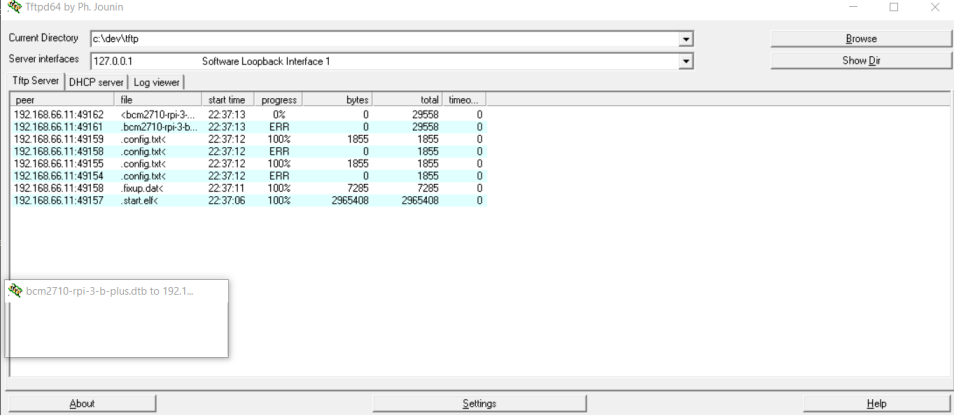 Tftpd64 by Ph. Jounin
Current Directory c:\dev\tftp Browse
Server interfaces 127.0.0.1 Software Loopback Interface 1 Show Dir
Tftp Server DHCP server Log viewer
peer file start time progress bytes total timeo...
192.168.66.11:49162 <bcm2710-rpi-3-... 22:37:13 0% 0 29558 0
192.168.66.11:49161 .bcm2710-rpi-3-b... 22:37:13 ERR 0 29558 0
192.168.66.11:49159 .config.txt< 22:37:12 100% 1855 1855 0
192.168.66.11:49158 .config.txt< 22:37:12 ERR 0 1855 0
192.168.66.11:49155 .config.txt< 22:37:12 100% 1855 1855 0
192.168.66.11:49154 .config.txt< 22:37:12 ERR 0 1855 0
192.168.66.11:49158 .fixup.dat< 22:37:11 100% 7285 7285 0
192.168.66.11:49157 .start.elf< 22:37:06 100% 2965408 2965408 0
bcm2710-rpi-3-b-plus.dtb to 192.1...
About Settings Help